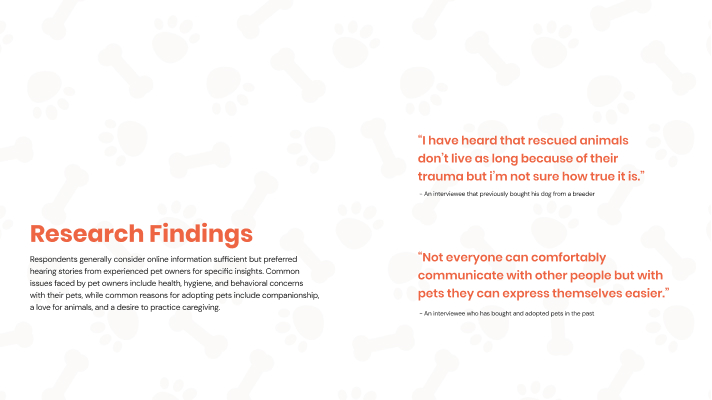 Research Findings
Respondents generally consider online information sufficient but preferred
hearing stories from experienced pet owners for specific insights. Common
issues faced by pet owners include health, hygiene, and behavioral concerns
with their pets, while common reasons for adopting pets include companionship,
a love for animals, and a desire to practice caregiving.
“I have heard that rescued animals
don’t live as long because of their
trauma but i’m not sure how true it is.”
- An interviewee that previously bought his dog from a breeder
“Not everyone can comfortably
communicate with other people but with
pets they can express themselves easier.”
- An interviewee who has bought and adopted pets in the past